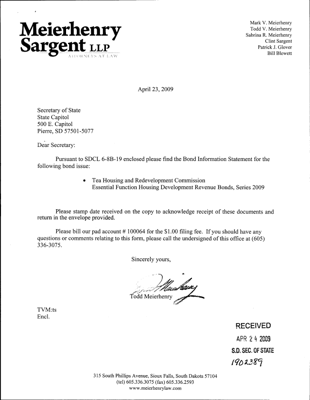 Meierhenry
Sargent LLP
ATTORNEYS AT LAW
Mark V. Meierhenry
Todd V. Meierhenry
Sabrina R. Meierhenry
Clint Sargent
Patrick J. Glover
Bill Blewett
April 23, 2009
Secretary of State
State Capitol
500 E. Capitol
Pierre, SD 57501-5077
Dear Secretary:
Pursuant to SDCL 6-8B-19 enclosed please find the Bond Information Statement for the
following bond issue:
• Tea Housing and Redevelopment Commission
Essential Function Housing Development Revenue Bonds, Series 2009
Please stamp date received on the copy to acknowledge receipt of these documents and
return in the envelope provided.
Please bill our pad account # 100064 for the $1.00 filing fee. If you should have any
questions or comments relating to this form, please call the undersigned of this office at (605)
336-3075.
Sincerely yours,
Todd Meierhenry
TVM:ts
Encl.
RECEIVED
APR 24 2009
S.D. SEC. OF STATE
1902389
315 South Phillips Avenue, Sioux Falls, South Dakota 57104
(tel) 605.336.3075 (fax) 605.336.2593
www.meierhenrylaw.com